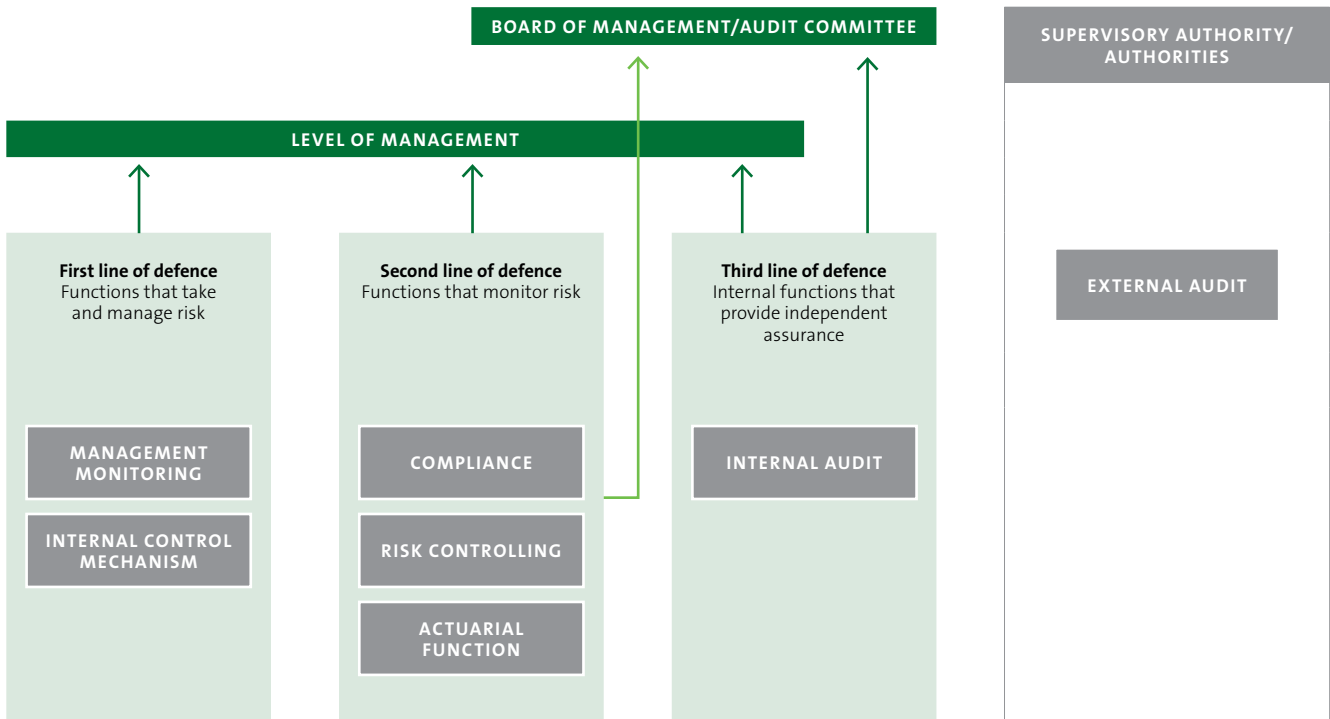 BOARD OF MANAGEMENT/AUDIT COMMITTEE
SUPERVISORY AUTHORITY/
AUTHORITIES
LEVEL OF MANAGEMENT
First line of defence
Functions that take
and manage risk
MANAGEMENT
MONITORING
INTERNAL CONTROL
MECHANISM
Second line of defence
Functions that monitor risk
COMPLIANCE
RISK CONTROLLING
ACTUARIAL
FUNCTION
Third line of defence
Internal functions that
provide independent
assurance
INTERNAL AUDIT
EXTERNAL AUDIT